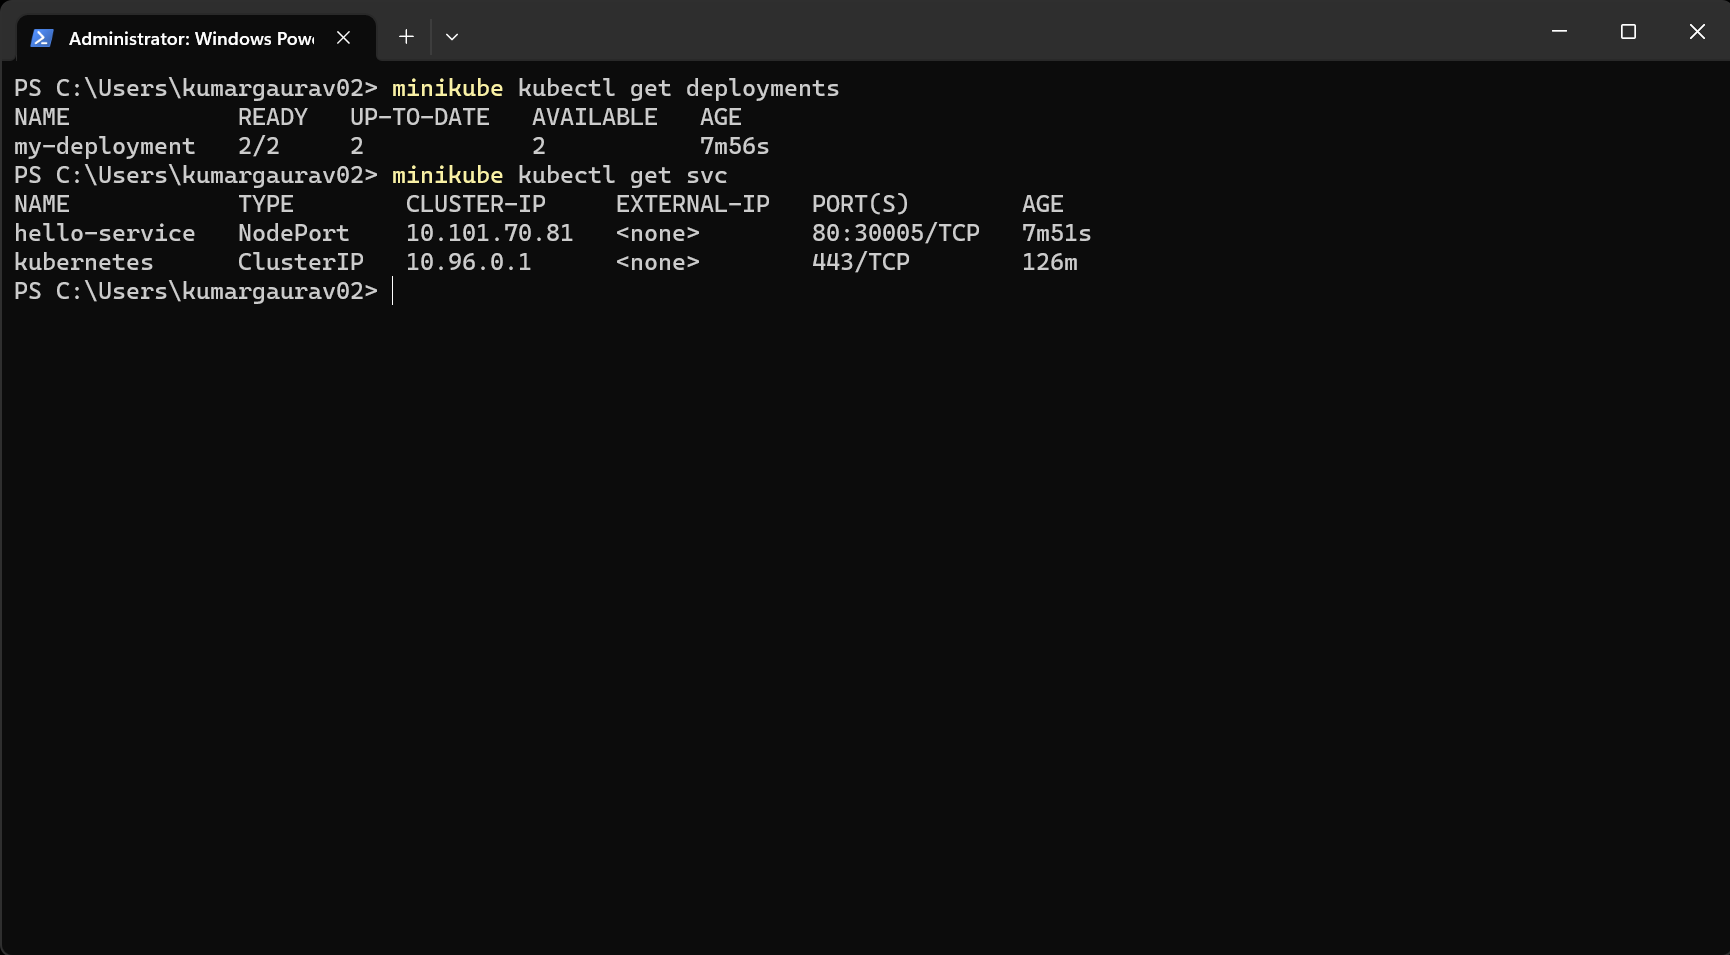 Administrator: Windows Pow
PS C:\Users\kumargaurav02> minikube kubectl get deployments
NAME            READY   UP-TO-DATE   AVAILABLE   AGE
my-deployment   2/2     2            2           7m56s
PS C:\Users\kumargaurav02> minikube kubectl get svc
NAME            TYPE        CLUSTER-IP     EXTERNAL-IP   PORT(S)        AGE
hello-service   NodePort    10.101.70.81   <none>        80:30005/TCP   7m51s
kubernetes      ClusterIP   10.96.0.1      <none>        443/TCP        126m
PS C:\Users\kumargaurav02>